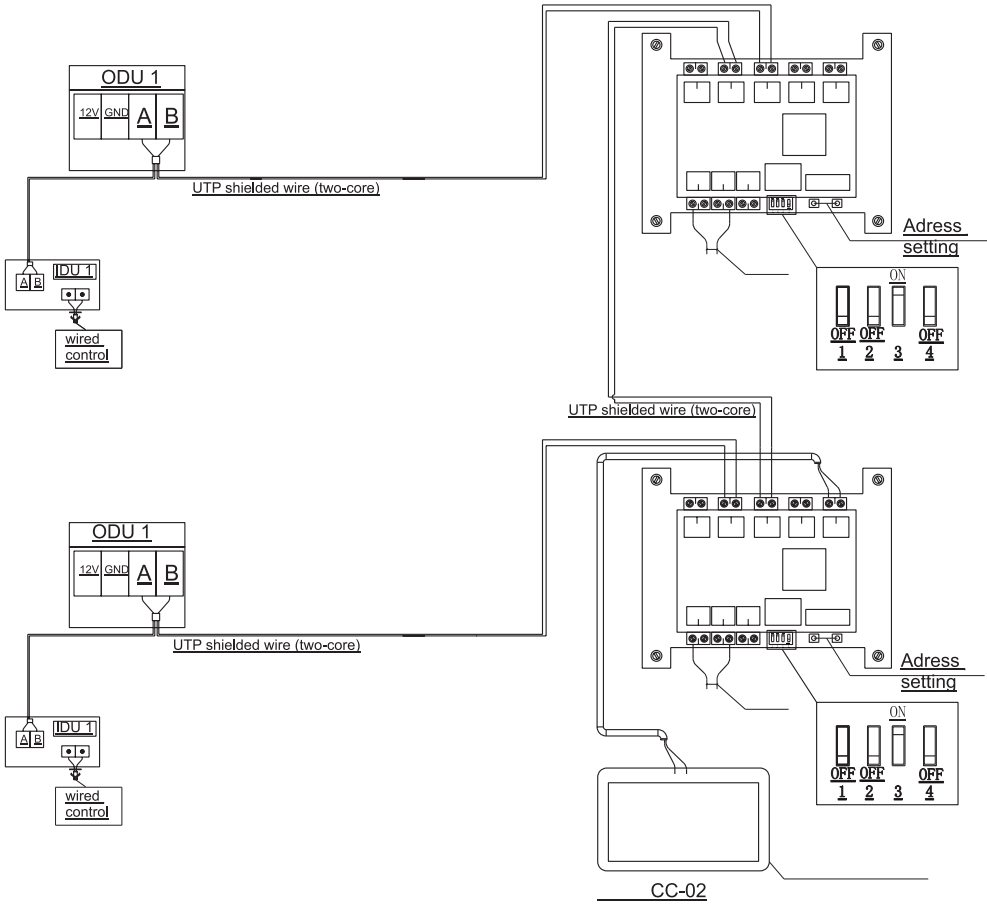 ODU 1
12V GND A B
UTP shielded wire (two-core)
A B
IDU 1
wired
control
Adress
setting
ON
OFF OFF OFF
1 2 3 4
UTP shielded wire (two-core)
ODU 1
12V GND A B
UTP shielded wire (two-core)
A B
IDU 1
wired
control
Adress
setting
ON
OFF OFF OFF
1 2 3 4
CC-02